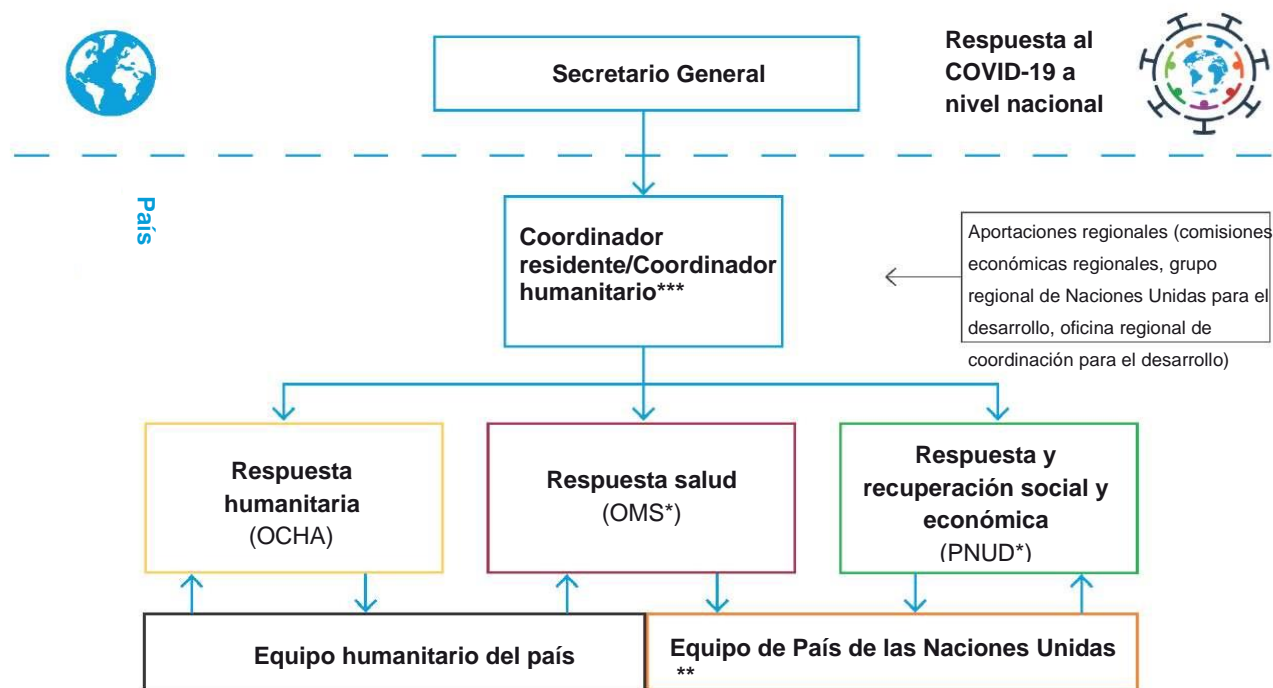 Secretario General
Respuesta al
COVID-19 a
nivel nacional
País
Coordinador
residente/Coordinador
humanitario***
Aportaciones regionales (comisiones
económicas regionales, grupo
regional de Naciones Unidas para el
desarrollo, oficina regional de
coordinación para el desarrollo)
Respuesta
humanitaria
(OCHA)
Respuesta salud
(OMS*)
Respuesta y
recuperación social y
económica
(PNUD*)
Equipo humanitario del país
Equipo de País de las Naciones Unidas
**